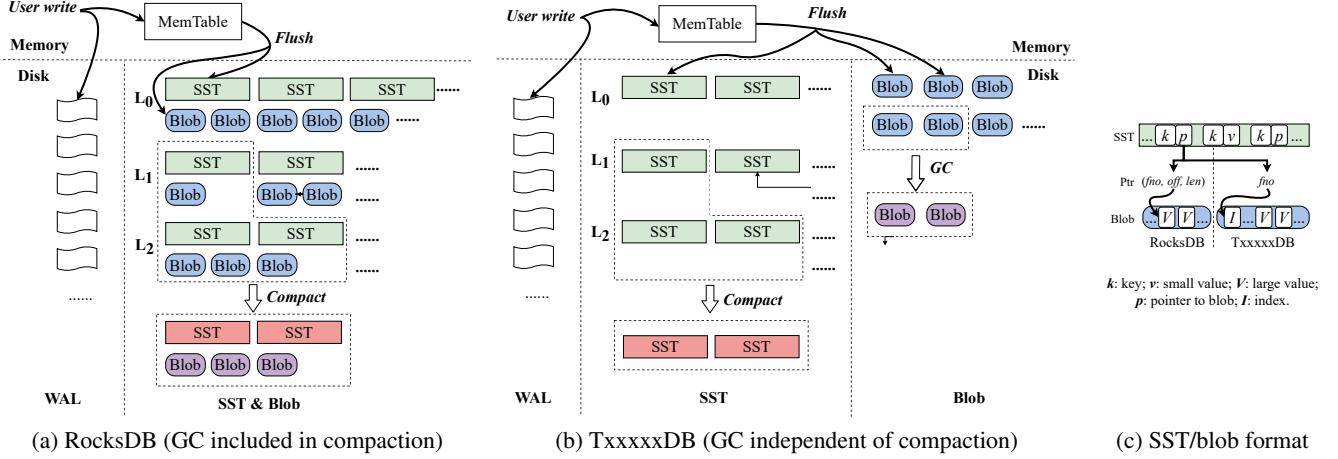 User write
MemTable
Flush
Memory
Disk
L0
SST SST SST ......
Blob Blob Blob Blob Blob ......
L1
SST SST ......
Blob Blob Blob ......
L2
SST SST ......
Blob Blob Blob ......
......
Compact
SST SST
Blob Blob Blob
WAL
SST & Blob
(a) RocksDB (GC included in compaction)
User write
MemTable
Flush
Memory
Disk
L0
SST SST ......
Blob Blob Blob
Blob Blob Blob ......
L1
SST SST ......
......
GC
Blob Blob
L2
SST SST ......
......
......
Compact
SST SST
WAL
SST
Blob
(b) TxxxxxDB (GC independent of compaction)
SST ... k p k v k p ...
Ptr (fno, off, len) fno
Blob ... V V ... I ... V V ...
RocksDB TxxxxxDB
k: key; v: small value; V: large value;
p: pointer to blob; I: index.
(c) SST/blob format